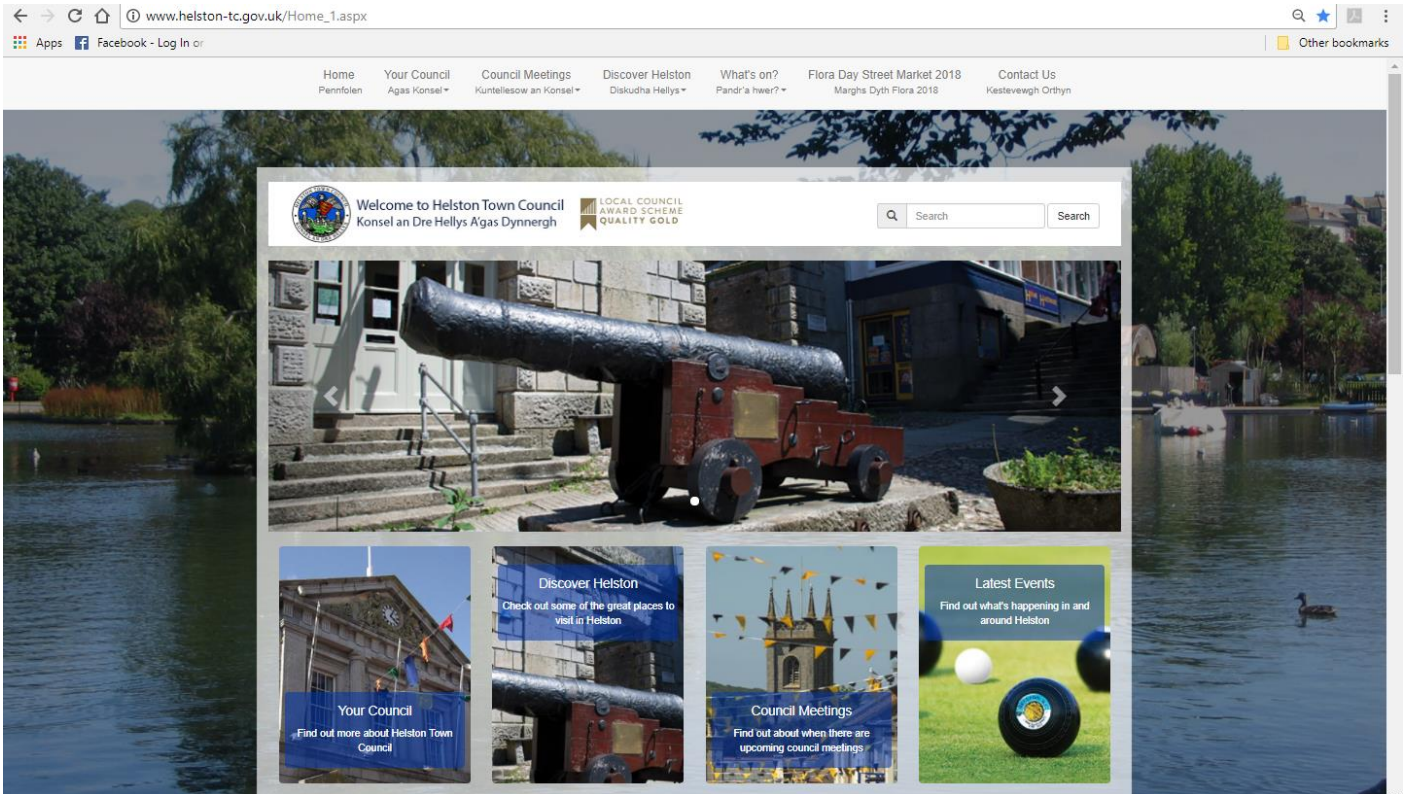 www.helston-tc.gov.uk/Home_1.aspx
Apps Facebook - Log In or
Other bookmarks
Home Your Council Council Meetings Discover Helston What's on? Flora Day Street Market 2018 Contact Us
Pennfolen Agas Konsel Kuntellesow an Konsel Diskudha Hellys Pandr'a hwer? Marghs Dyth Flora 2018 Kestevewgh Orthyn
Welcome to Helston Town Council
Konsel an Dre Hellys A'gas Dynnergh
LOCAL COUNCIL
AWARD SCHEME
QUALITY GOLD
Search Search
Discover Helston
Check out some of the great places to
visit in Helston
Latest Events
Find out what's happening in and
around Helston
Your Council
Find out more about Helston Town
Council
Council Meetings
Find out about when there are
upcoming council meetings